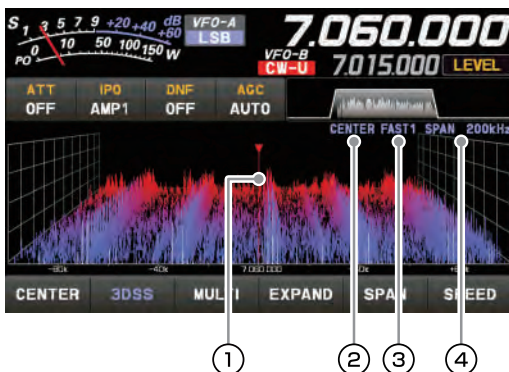 S 1 3 5 7 9 +20 +40 +60 dB
PO 0 10 50 100 150 W
VFO-A
LSB
7.060.000
VFO-B
CW-U
7.015.000
LEVEL
ATT IPO DNF AGC
OFF AMP1 OFF AUTO
CENTER FAST1 SPAN 200kHz
-80k -40k 7.060.000
CENTER 3DSS MULTI EXPAND SPAN SPEED
1 2 3 4